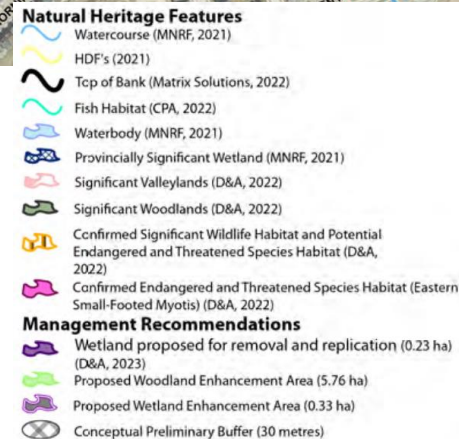 Natural Heritage Features
Watercourse (MNRF, 2021)
HDF's (2021)
Top of Bank (Matrix Solutions, 2022)
Fish Habitat (CPA, 2022)
Waterbody (MNRF, 2021)
Provincially Significant Wetland (MNRF, 2021)
Significant Valleylands (D&A, 2022)
Significant Woodlands (D&A, 2022)
Confirmed Significant Wildlife Habitat and Potential
Endangered and Threatened Species Habitat (D&A,
2022)
Confirmed Endangered and Threatened Species Habitat (Eastern
Small-Footed Myotis) (D&A, 2022)
Management Recommendations
Wetland proposed for removal and replication (0.23 ha)
(D&A, 2023)
Proposed Woodland Enhancement Area (5.76 ha)
Proposed Wetland Enhancement Area (0.33 ha)
Conceptual Preliminary Buffer (30 metres)